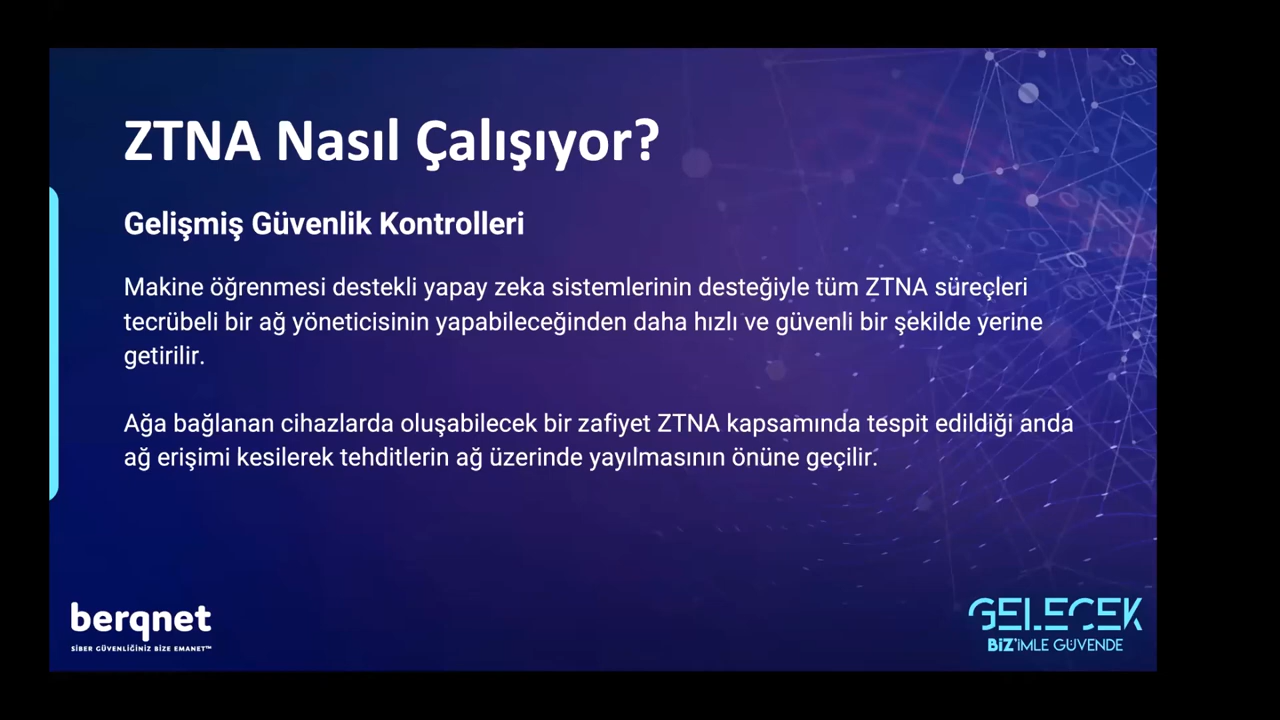 ZTNA Nasıl Çalışıyor?
Gelişmiş Güvenlik Kontrolleri
Makine öğrenmesi destekli yapay zeka sistemlerinin desteğiyle tüm ZTNA süreçleri
tecrübeli bir ağ yöneticisinin yapabileceğinden daha hızlı ve güvenli bir şekilde yerine
getirilir.
Ağa bağlanan cihazlarda oluşabilecek bir zafiyet ZTNA kapsamında tespit edildiği anda
ağ erişimi kesilerek tehditlerin ağ üzerinde yayılmasının önüne geçilir.
berqnet
SİBER GÜVENLİĞİNİZ BİZE EMANET™
GELECEK
BİZ'İMLE GÜVENDE